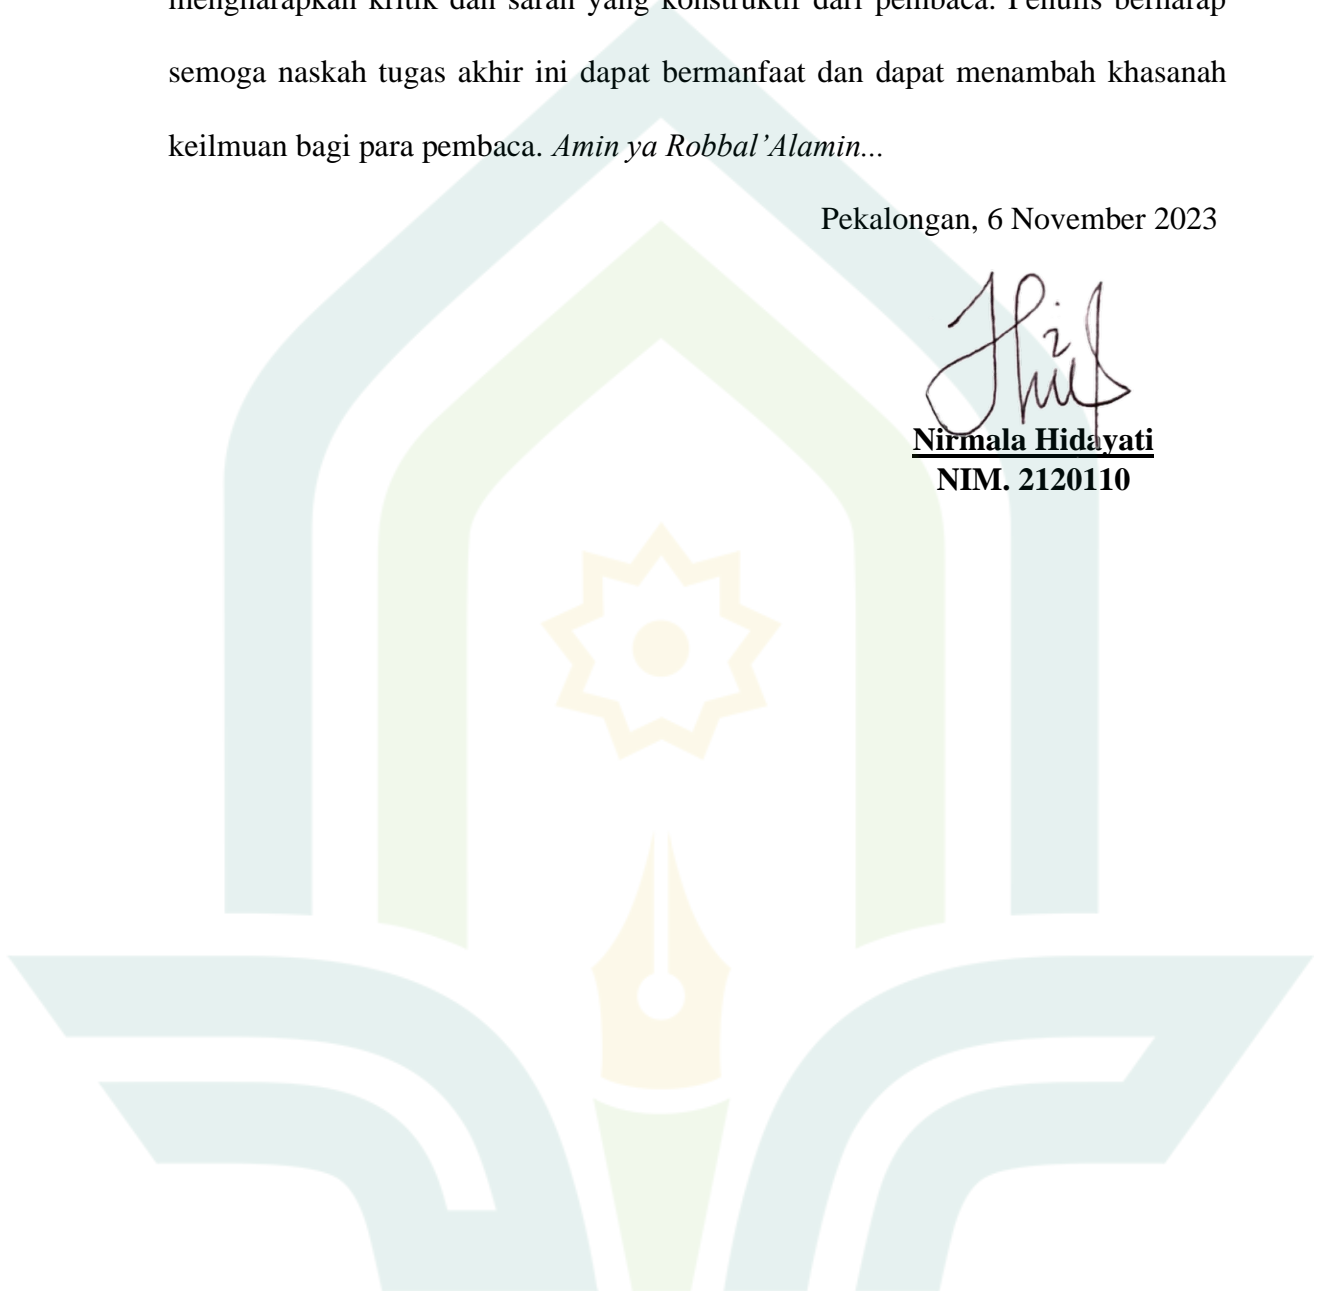 mengharapkan kritik dan saran yang konstruktif dari pembaca. Penulis berharap
semoga naskah tugas akhir ini dapat bermanfaat dan dapat menambah khasanah
keilmuan bagi para pembaca. Amin ya Robbal’Alamin...
Pekalongan, 6 November 2023
Nirmala Hidayati
NIM. 2120110